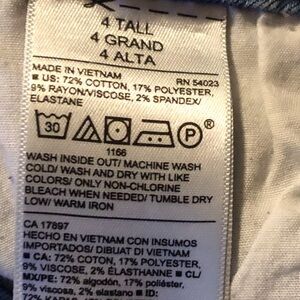 4 TALL
4 GRAND
4 ALTA
MADE IN VIETNAM RN 54023
■ US: 72% COTTON, 17% POLYESTER,
9% RAYON/VISCOSE, 2% SPANDEX/
ELASTANE
30 P ®
1166
WASH INSIDE OUT/ MACHINE WASH
COLD/ WASH AND DRY WITH LIKE
COLORS/ ONLY NON-CHLORINE
BLEACH WHEN NEEDED/ TUMBLE DRY
LOW/ WARM IRON
CA 17897
HECHO EN VIETNAM CON INSUMOS
IMPORTADOS/ DIBUAT DI VIETNAM
■ CA: 72% COTTON, 17% POLYESTER,
9% VISCOSE, 2% ÉLASTHANNE ■ CL/
MX/PE: 72% algodón, 17% poliéster,
9% viscosa, 2% elastano ■ ID: